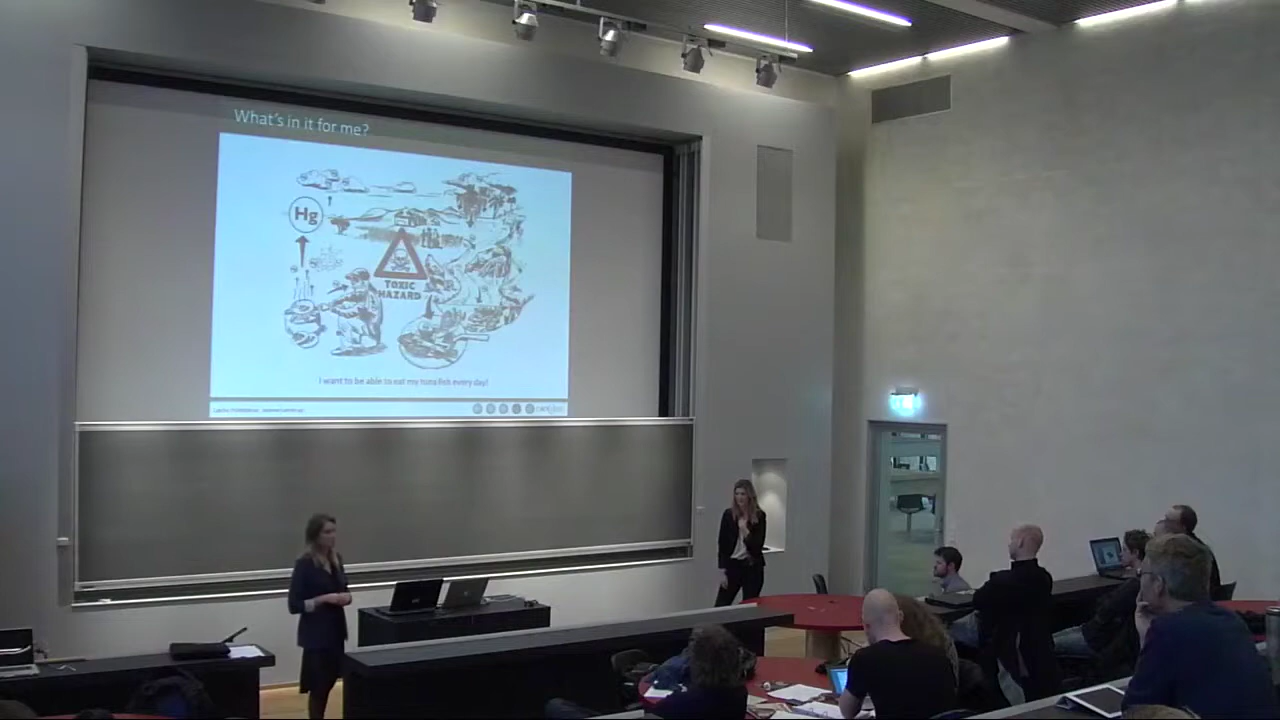 What's in it for me?
Hg
TOXIC
HAZARD
I want to be able to eat my tuna fish every day!